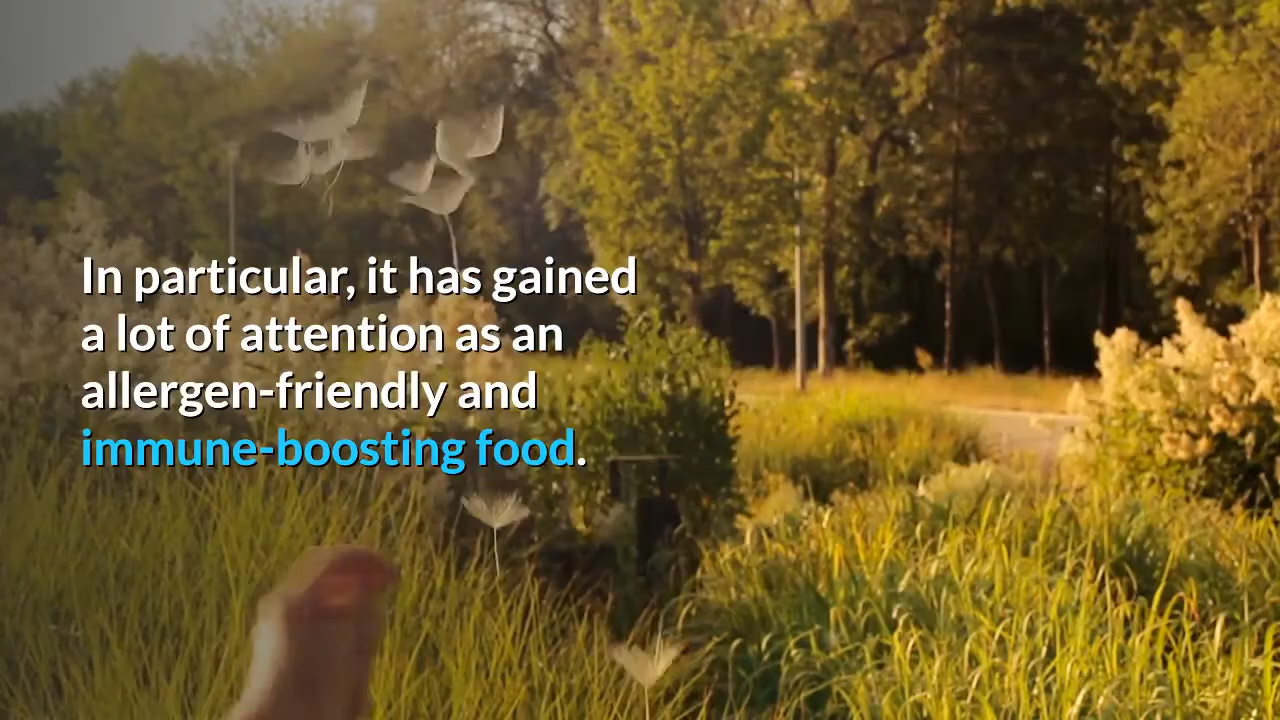 In particular, it has gained
a lot of attention as an
allergen-friendly and
immune-boosting food.